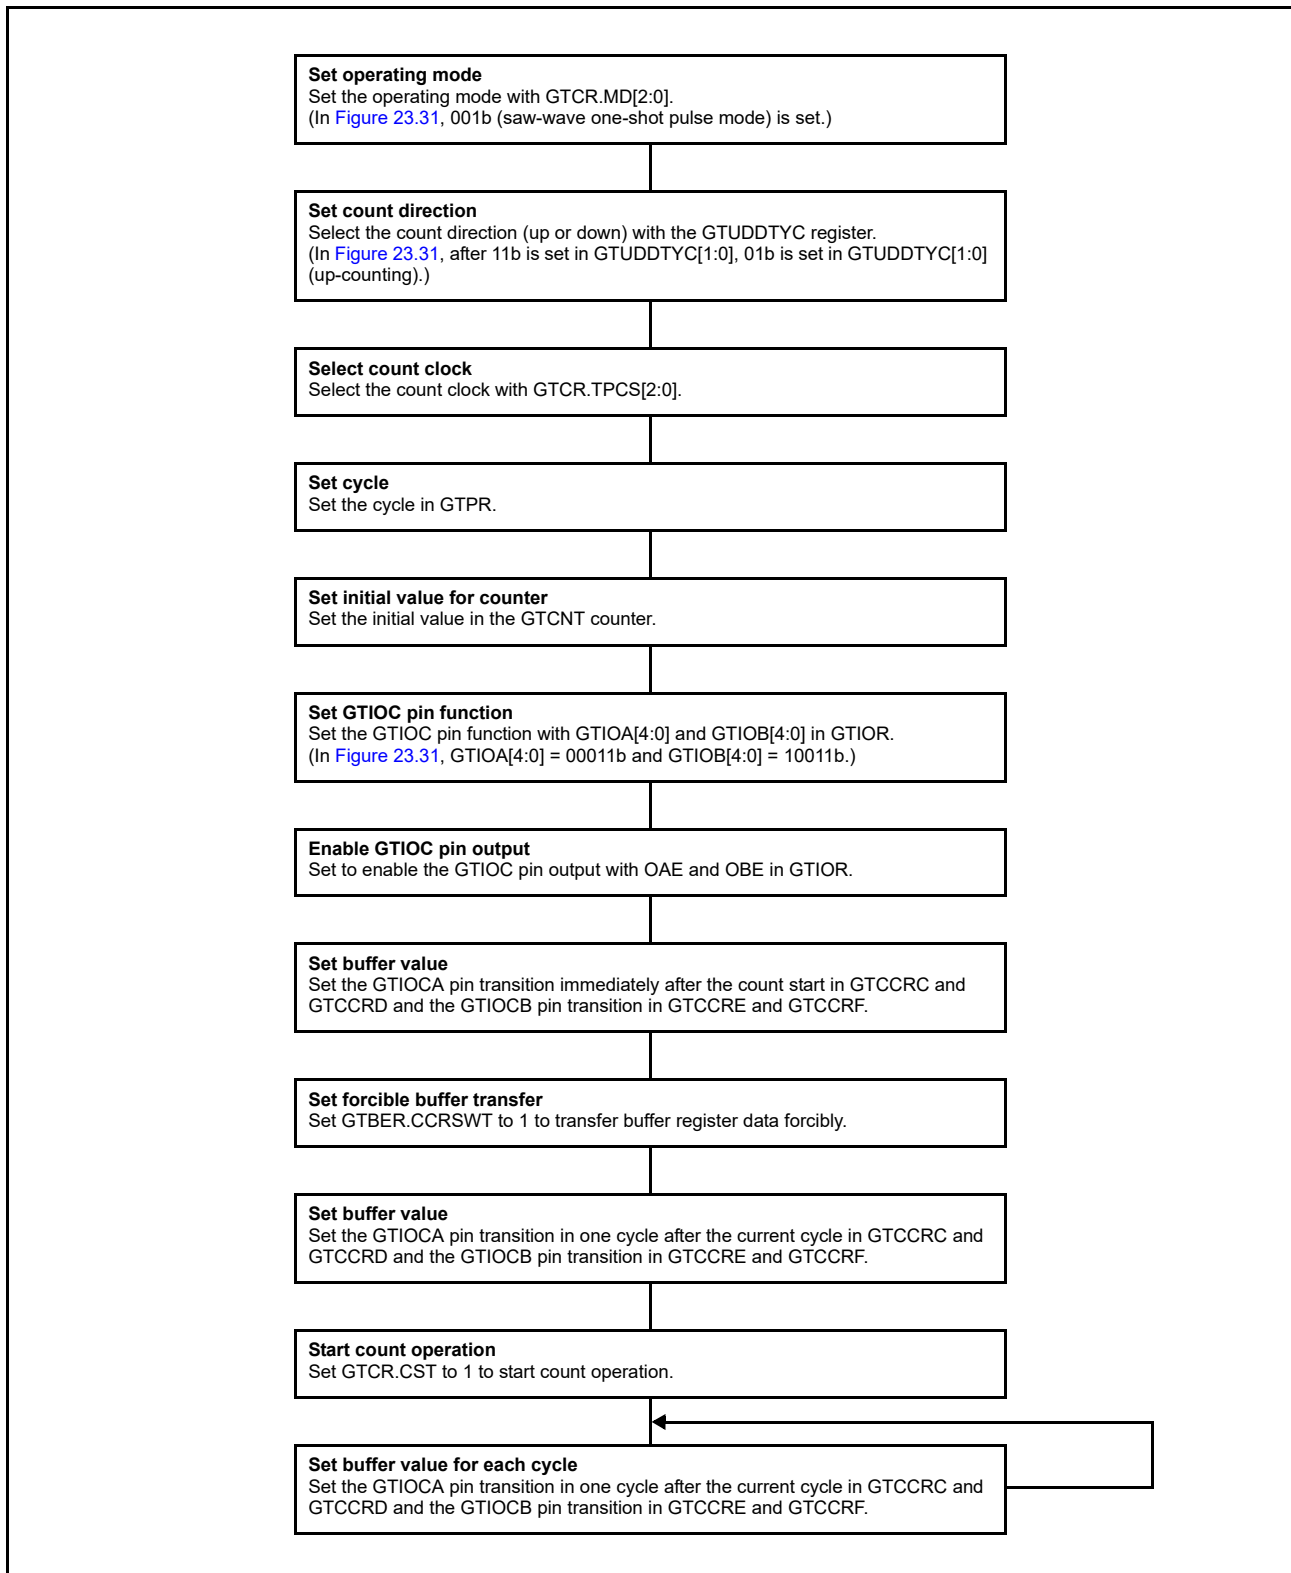 Set operating mode
Set the operating mode with GTCR.MD[2:0].
(In Figure 23.31, 001b (saw-wave one-shot pulse mode) is set.)
Set count direction
Select the count direction (up or down) with the GTUDDTYC register.
(In Figure 23.31, after 11b is set in GTUDDTYC[1:0], 01b is set in GTUDDTYC[1:0]
(up-counting).)
Select count clock
Select the count clock with GTCR.TPCS[2:0].
Set cycle
Set the cycle in GTPR.
Set initial value for counter
Set the initial value in the GTCNT counter.
Set GTIOC pin function
Set the GTIOC pin function with GTIOA[4:0] and GTIOB[4:0] in GTIOR.
(In Figure 23.31, GTIOA[4:0] = 00011b and GTIOB[4:0] = 10011b.)
Enable GTIOC pin output
Set to enable the GTIOC pin output with OAE and OBE in GTIOR.
Set buffer value
Set the GTIOCA pin transition immediately after the count start in GTCCRC and
GTCCRD and the GTIOCB pin transition in GTCCRE and GTCCRF.
Set forcible buffer transfer
Set GTBER.CCRSWT to 1 to transfer buffer register data forcibly.
Set buffer value
Set the GTIOCA pin transition in one cycle after the current cycle in GTCCRC and
GTCCRD and the GTIOCB pin transition in GTCCRE and GTCCRF.
Start count operation
Set GTCR.CST to 1 to start count operation.
Set buffer value for each cycle
Set the GTIOCA pin transition in one cycle after the current cycle in GTCCRC and
GTCCRD and the GTIOCB pin transition in GTCCRE and GTCCRF.